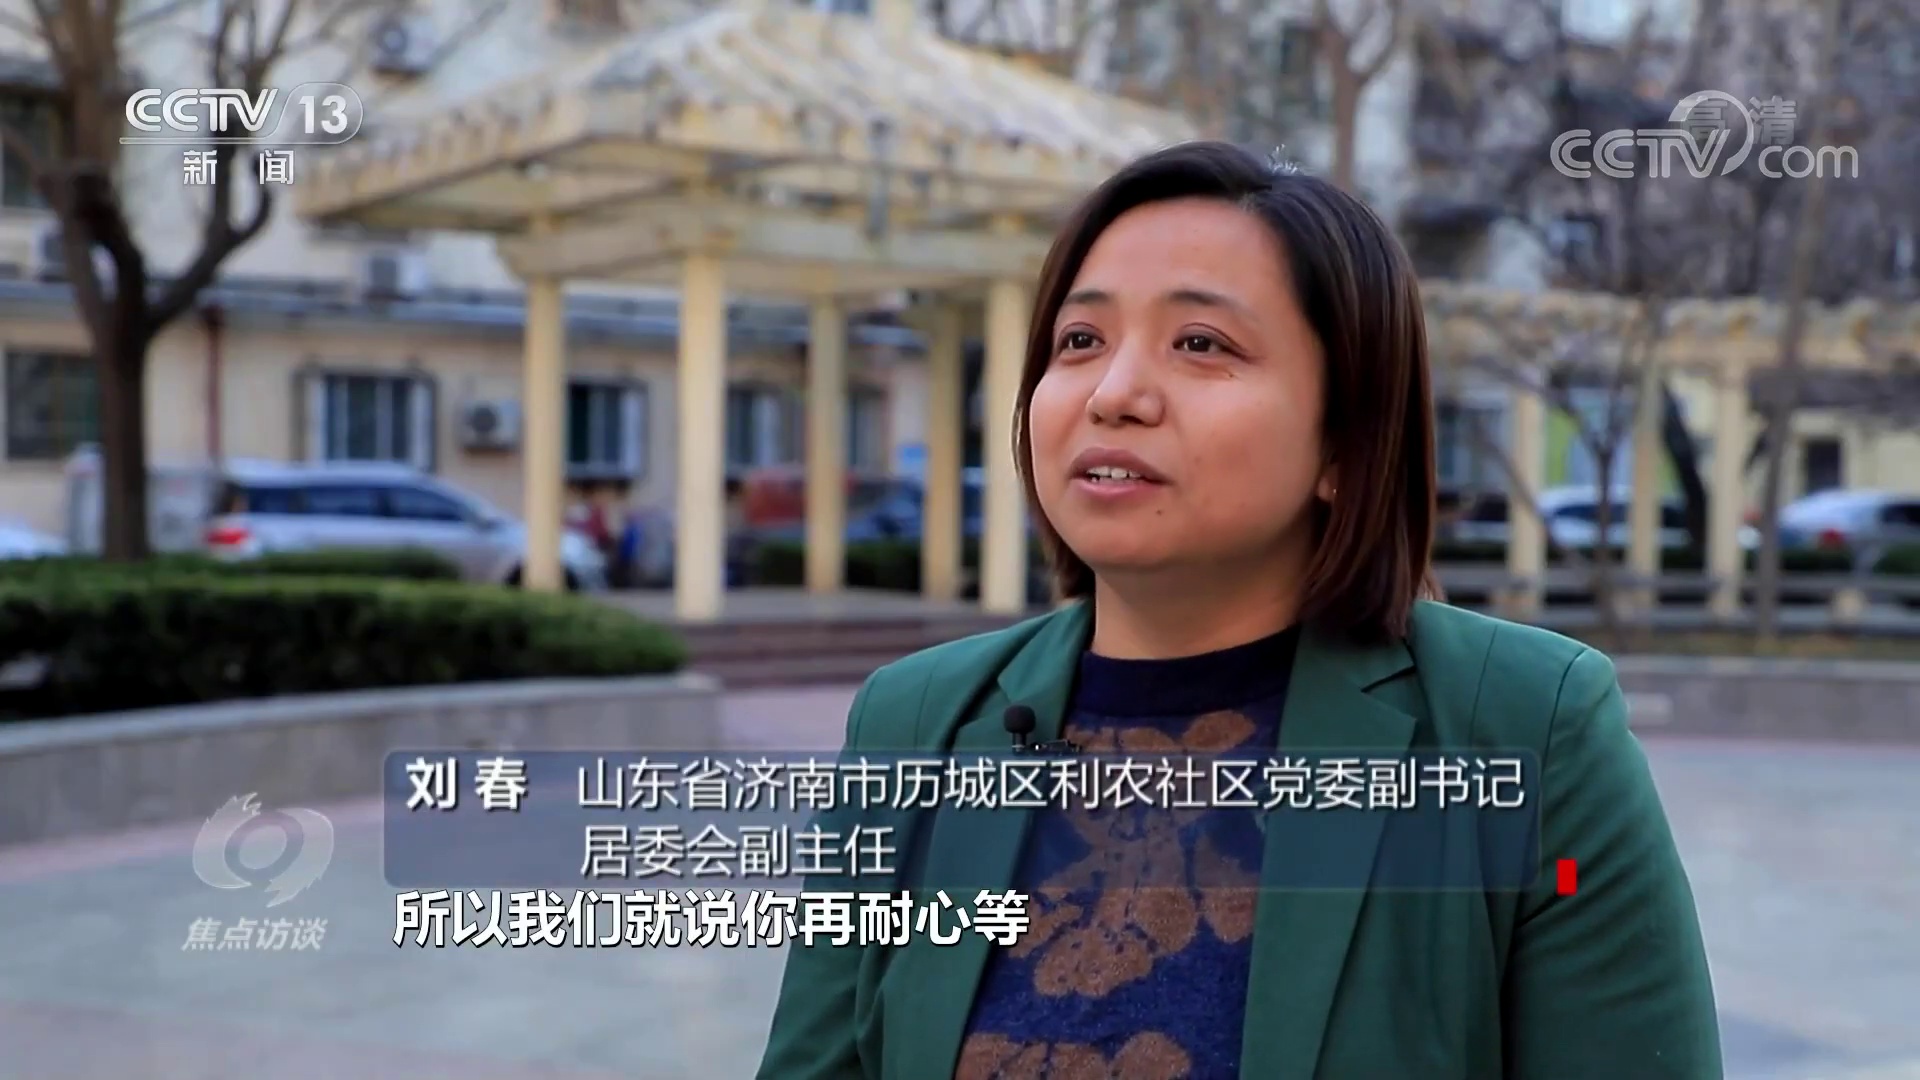 CCTV 13
新闻
高清
CCTV.com
刘春 山东省济南市历城区利农社区党委副书记
居委会副主任
所以我们就说你再耐心等
焦点访谈